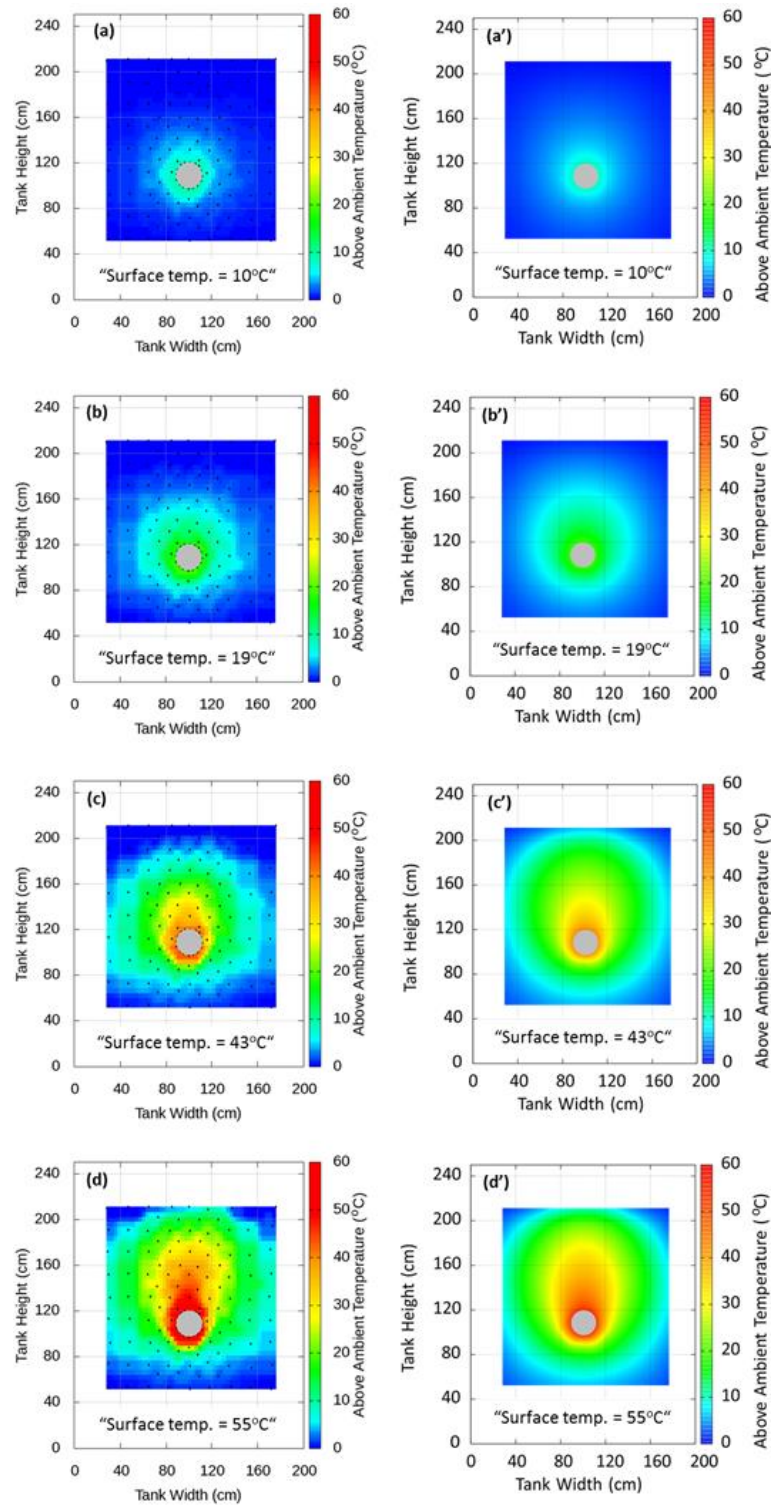 (a)
240
200
160
120
80
40
0
Tank Height (cm)
“Surface temp. = 10°C“
0 40 80 120 160 200
Tank Width (cm)
60
50
40
30
20
10
0
Above Ambient Temperature (°C)
(a’)
240
200
160
120
80
40
0
Tank Height (cm)
“Surface temp. = 10°C“
0 40 80 120 160 200
Tank Width (cm)
60
50
40
30
20
10
0
Above Ambient Temperature (°C)
(b)
240
200
160
120
80
40
0
Tank Height (cm)
“Surface temp. = 19°C“
0 40 80 120 160 200
Tank Width (cm)
60
50
40
30
20
10
0
Above Ambient Temperature (°C)
(b’)
240
200
160
120
80
40
0
Tank Height (cm)
“Surface temp. = 19°C“
0 40 80 120 160 200
Tank Width (cm)
60
50
40
30
20
10
0
Above Ambient Temperature (°C)
(c)
240
200
160
120
80
40
0
Tank Height (cm)
“Surface temp. = 43°C“
0 40 80 120 160 200
Tank Width (cm)
60
50
40
30
20
10
0
Above Ambient Temperature (°C)
(c’)
240
200
160
120
80
40
0
Tank Height (cm)
“Surface temp. = 43°C“
0 40 80 120 160 200
Tank Width (cm)
60
50
40
30
20
10
0
Above Ambient Temperature (°C)
(d)
240
200
160
120
80
40
0
Tank Height (cm)
“Surface temp. = 55°C“
0 40 80 120 160 200
Tank Width (cm)
60
50
40
30
20
10
0
Above Ambient Temperature (°C)
(d’)
240
200
160
120
80
40
0
Tank Height (cm)
“Surface temp. = 55°C“
0 40 80 120 160 200
Tank Width (cm)
60
50
40
30
20
10
0
Above Ambient Temperature (°C)